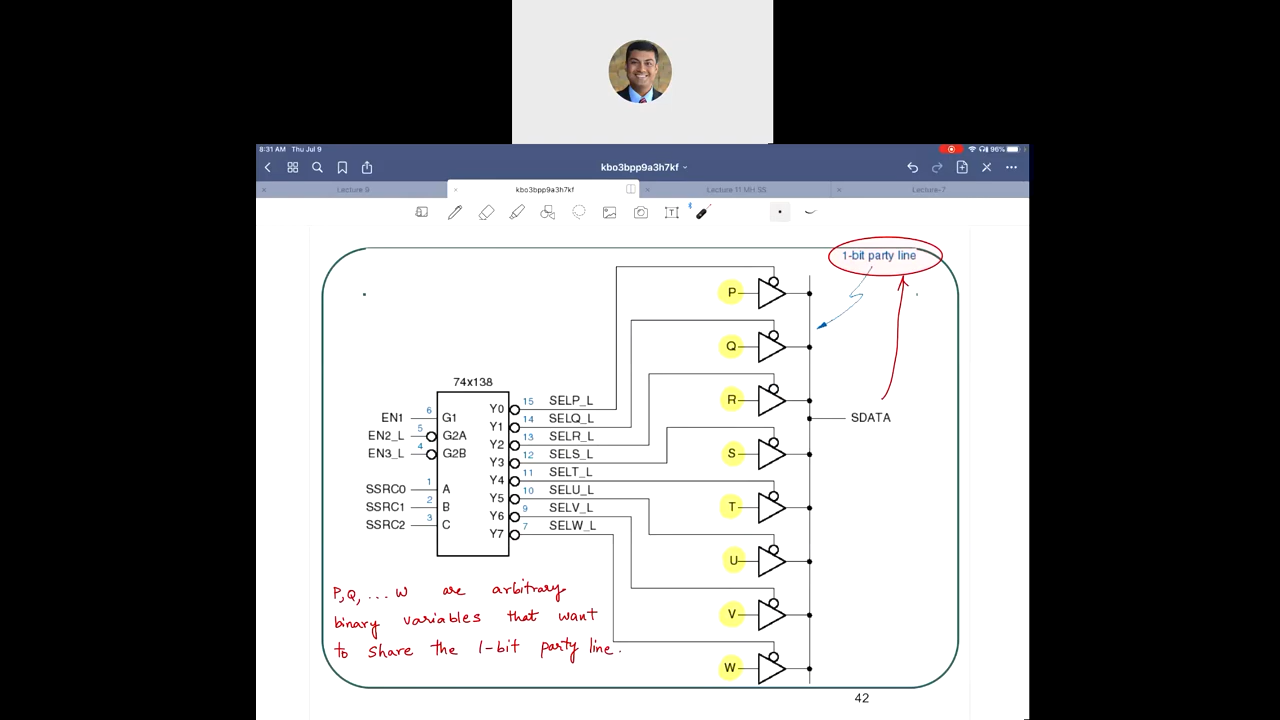 8:31 AM Thu Jul 9
96%
kbo3bpp9a3h7kf
Lecture 9
kbo3bpp9a3h7kf
Lecture 11 MH SS
Lecture-7
1-bit party line
P
Q
R
S
T
U
V
W
SDATA
74x138
EN1 6 G1
EN2_L 5 G2A
EN3_L 4 G2B
SSRC0 1 A
SSRC1 2 B
SSRC2 3 C
Y0 15 SELP_L
Y1 14 SELQ_L
Y2 13 SELR_L
Y3 12 SELS_L
Y4 11 SELT_L
Y5 10 SELU_L
Y6 9 SELV_L
Y7 7 SELW_L
P,Q, ... W are arbitrary
binary variables that want
to share the 1-bit party line.
42